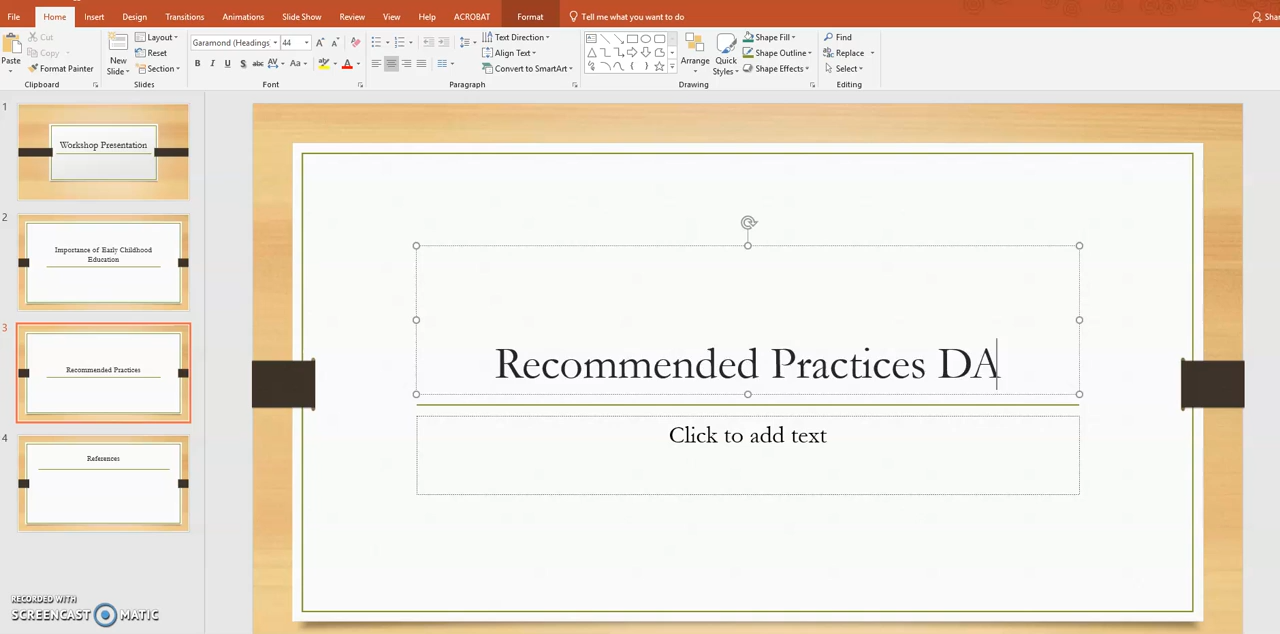 File Home Insert Design Transitions Animations Slide Show Review View Help ACROBAT Format Tell me what you want to do
Paste Cut Copy Format Painter
Clipboard
New Slide Layout Reset Section
Slides
Garamond (Headings 44
B I U S abc AV Aa A
Font
Text Direction
Align Text
Convert to SmartArt
Paragraph
Arrange Quick Styles
Shape Fill
Shape Outline
Shape Effects
Drawing
Find
Replace
Select
Editing
1
Workshop Presentation
2
Importance of Early Childhood
Education
3
Recommended Practices
4
References
Recommended Practices DA
Click to add text
RECORDED WITH
SCREENCAST MATIC